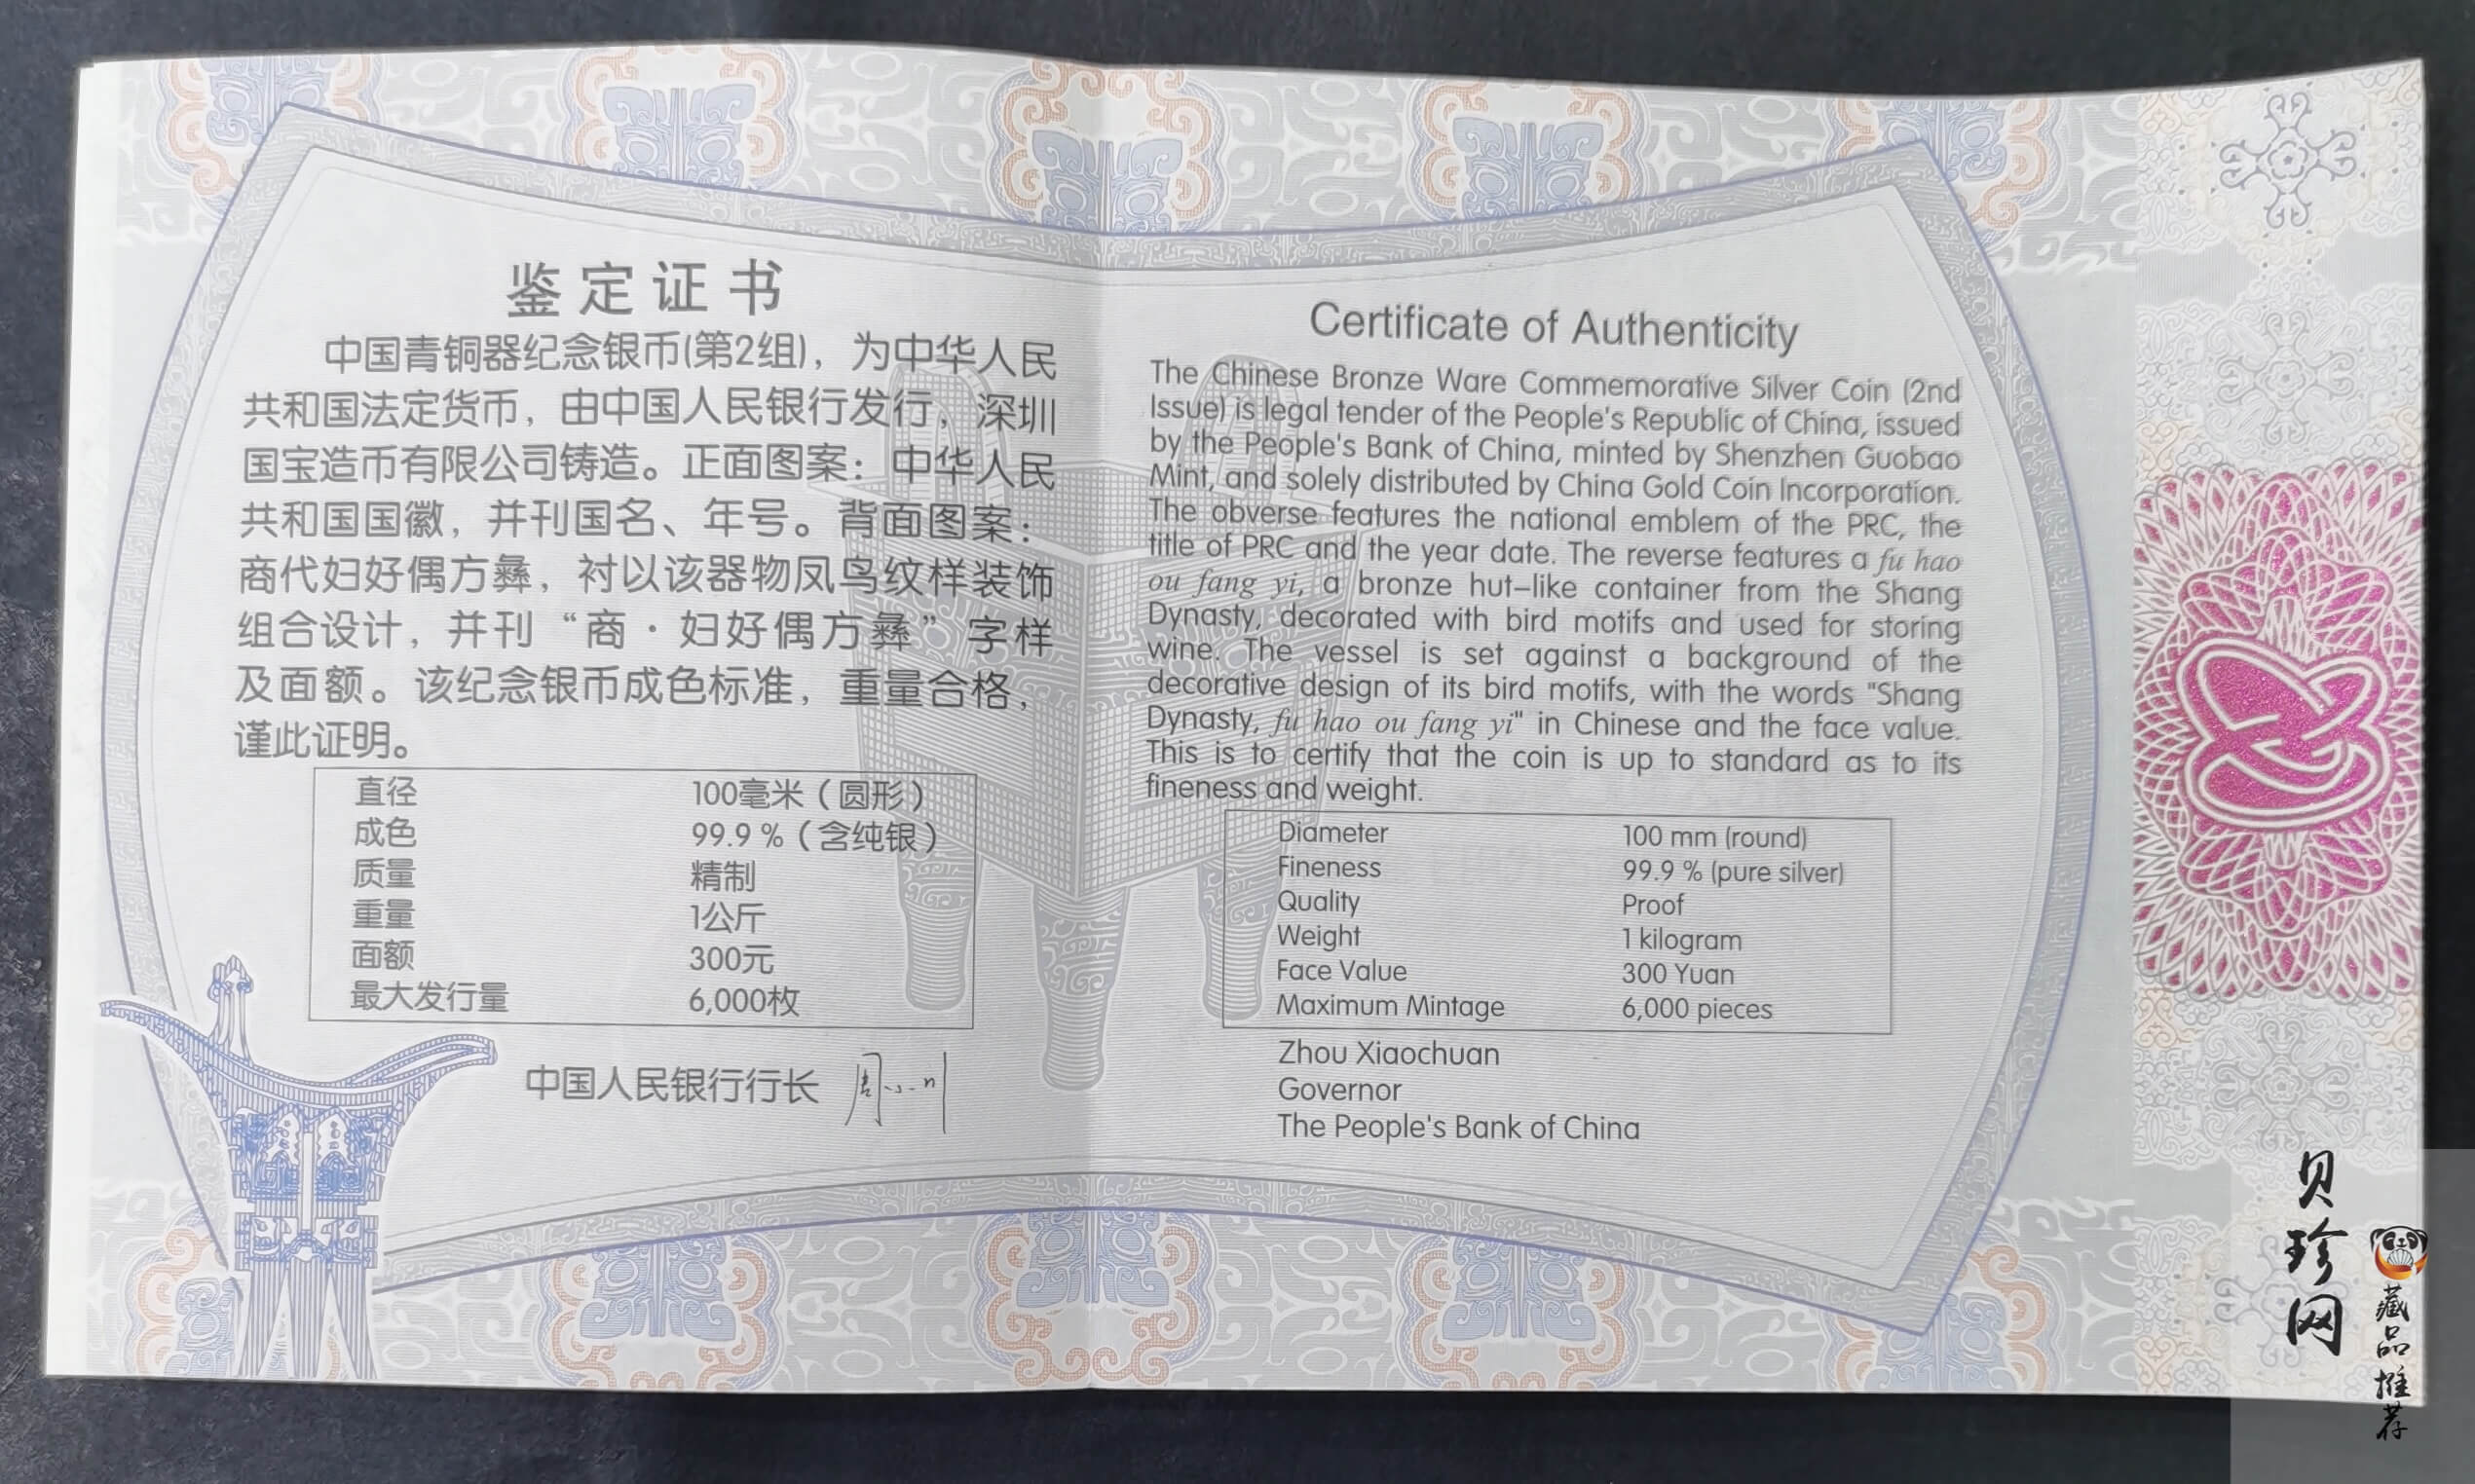 鉴定证书
中国青铜器纪念银币(第2组)，为中华人民
共和国法定货币，由中国人民银行发行，深圳
国宝造币有限公司铸造。正面图案：中华人民
共和国国徽，并刊国名、年号。背面图案：
商代妇好偶方彝，衬以该器物凤鸟纹样装饰
组合设计，并刊“商·妇好偶方彝”字样
及面额。该纪念银币成色标准，重量合格，
谨此证明。
直径 100毫米（圆形）
成色 99.9 %（含纯银）
质量 精制
重量 1公斤
面额 300元
最大发行量 6,000枚
中国人民银行行长 周小川
Certificate of Authenticity
The Chinese Bronze Ware Commemorative Silver Coin (2nd
Issue) is legal tender of the People's Republic of China, issued
by the People's Bank of China, minted by Shenzhen Guobao
Mint, and solely distributed by China Gold Coin Incorporation.
The obverse features the national emblem of the PRC, the
title of PRC and the year date. The reverse features a fu hao
ou fang yi, a bronze hut-like container from the Shang
Dynasty, decorated with bird motifs and used for storing
wine. The vessel is set against a background of the
decorative design of its bird motifs, with the words "Shang
Dynasty, fu hao ou fang yi" in Chinese and the face value.
This is to certify that the coin is up to standard as to its
fineness and weight.
Diameter 100 mm (round)
Fineness 99.9 % (pure silver)
Quality Proof
Weight 1 kilogram
Face Value 300 Yuan
Maximum Mintage 6,000 pieces
Zhou Xiaochuan
Governor
The People's Bank of China
贝珍网
藏品推荐